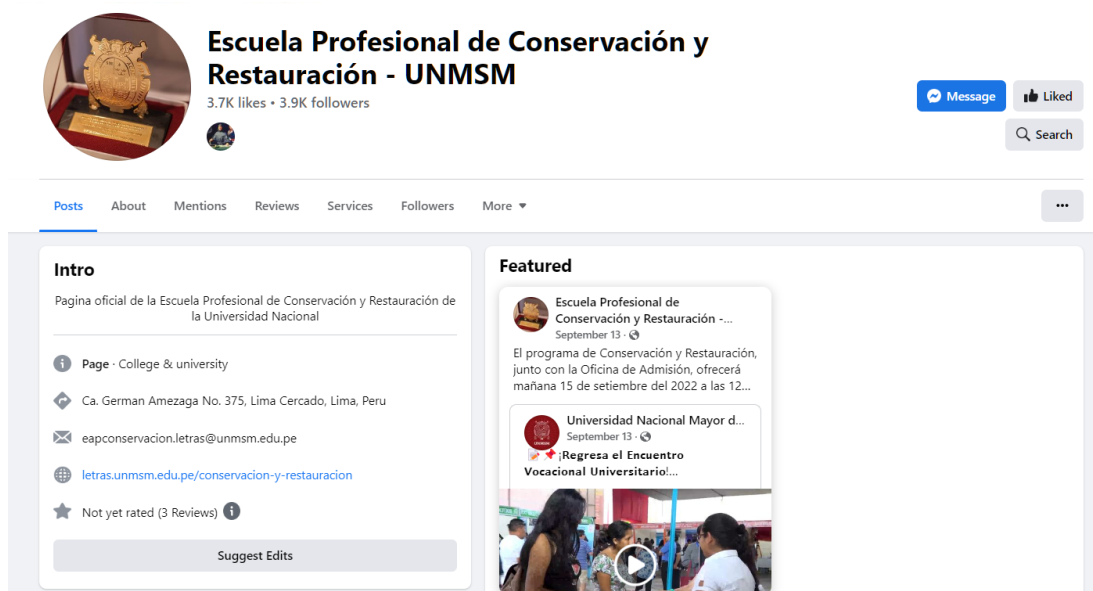 Escuela Profesional de Conservación y
Restauración - UNMSM
3.7K likes • 3.9K followers
Message
Liked
Search
Posts
About
Mentions
Reviews
Services
Followers
More
Intro
Pagina oficial de la Escuela Profesional de Conservación y Restauración de
la Universidad Nacional
Page · College & university
Ca. German Amezaga No. 375, Lima Cercado, Lima, Peru
eapconservacion.letras@unmsm.edu.pe
letras.unmsm.edu.pe/conservacion-y-restauracion
Not yet rated (3 Reviews)
Suggest Edits
Featured
Escuela Profesional de
Conservación y Restauración -...
September 13 ·
El programa de Conservación y Restauración,
junto con la Oficina de Admisión, ofrecerá
mañana 15 de setiembre del 2022 a las 12...
Universidad Nacional Mayor d...
September 13 ·
¡Regresa el Encuentro
Vocacional Universitario!...